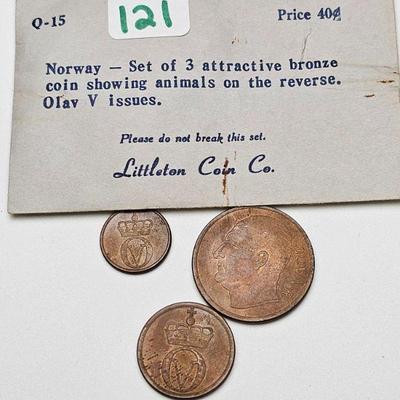 Q-15
121
Price 40¢
Norway — Set of 3 attractive bronze
coin showing animals on the reverse.
Olav V issues.
Please do not break this set.
Littleton Coin Co.